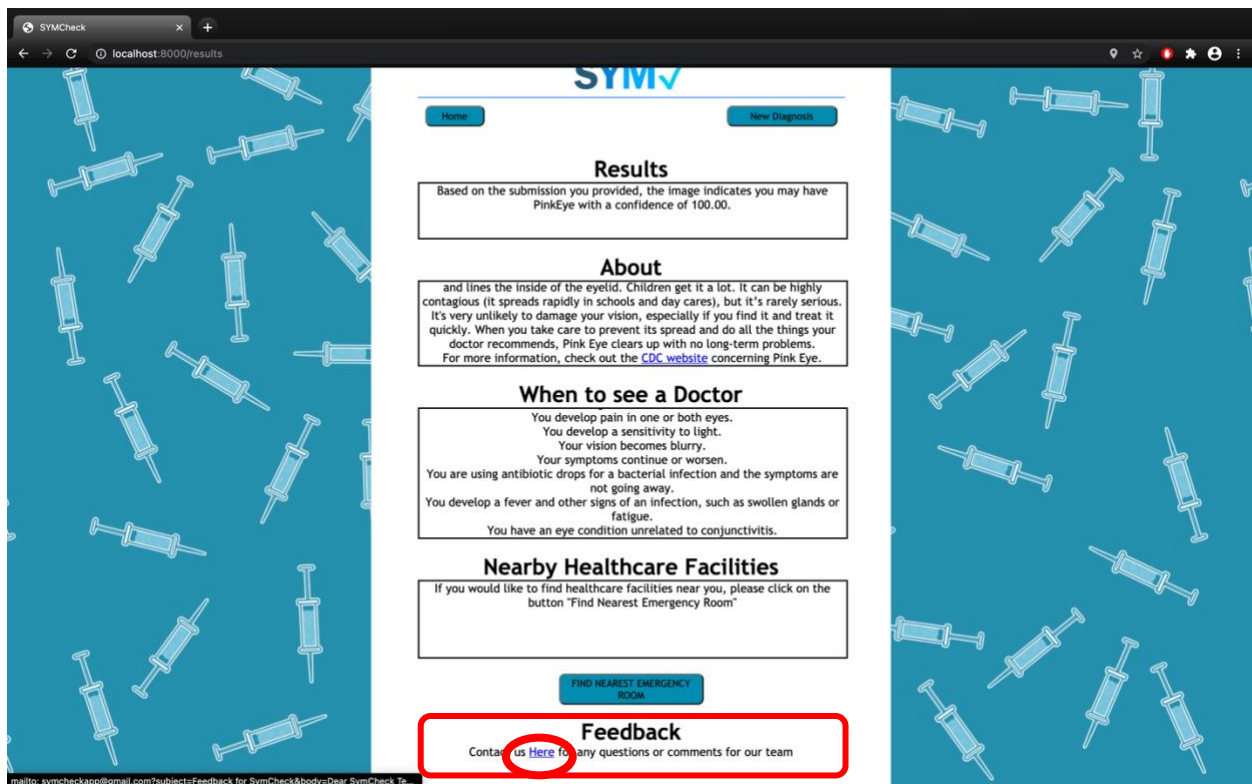 SYMCheck
localhost:8000/results
SYM✓
Home
New Diagnosis
Results
Based on the submission you provided, the image indicates you may have
PinkEye with a confidence of 100.00.
About
and lines the inside of the eyelid. Children get it a lot. It can be highly
contagious (it spreads rapidly in schools and day cares), but it's rarely serious.
It's very unlikely to damage your vision, especially if you find it and treat it
quickly. When you take care to prevent its spread and do all the things your
doctor recommends, Pink Eye clears up with no long-term problems.
For more information, check out the CDC website concerning Pink Eye.
When to see a Doctor
You develop pain in one or both eyes.
You develop a sensitivity to light.
Your vision becomes blurry.
Your symptoms continue or worsen.
You are using antibiotic drops for a bacterial infection and the symptoms are
not going away.
You develop a fever and other signs of an infection, such as swollen glands or
fatigue.
You have an eye condition unrelated to conjunctivitis.
Nearby Healthcare Facilities
If you would like to find healthcare facilities near you, please click on the
button "Find Nearest Emergency Room"
FIND NEAREST EMERGENCY
ROOM
Feedback
Contact us Here for any questions or comments for our team
mailto: symcheckapp@gmail.com?subject=Feedback for SymCheck&body=Dear SymCheck Te...